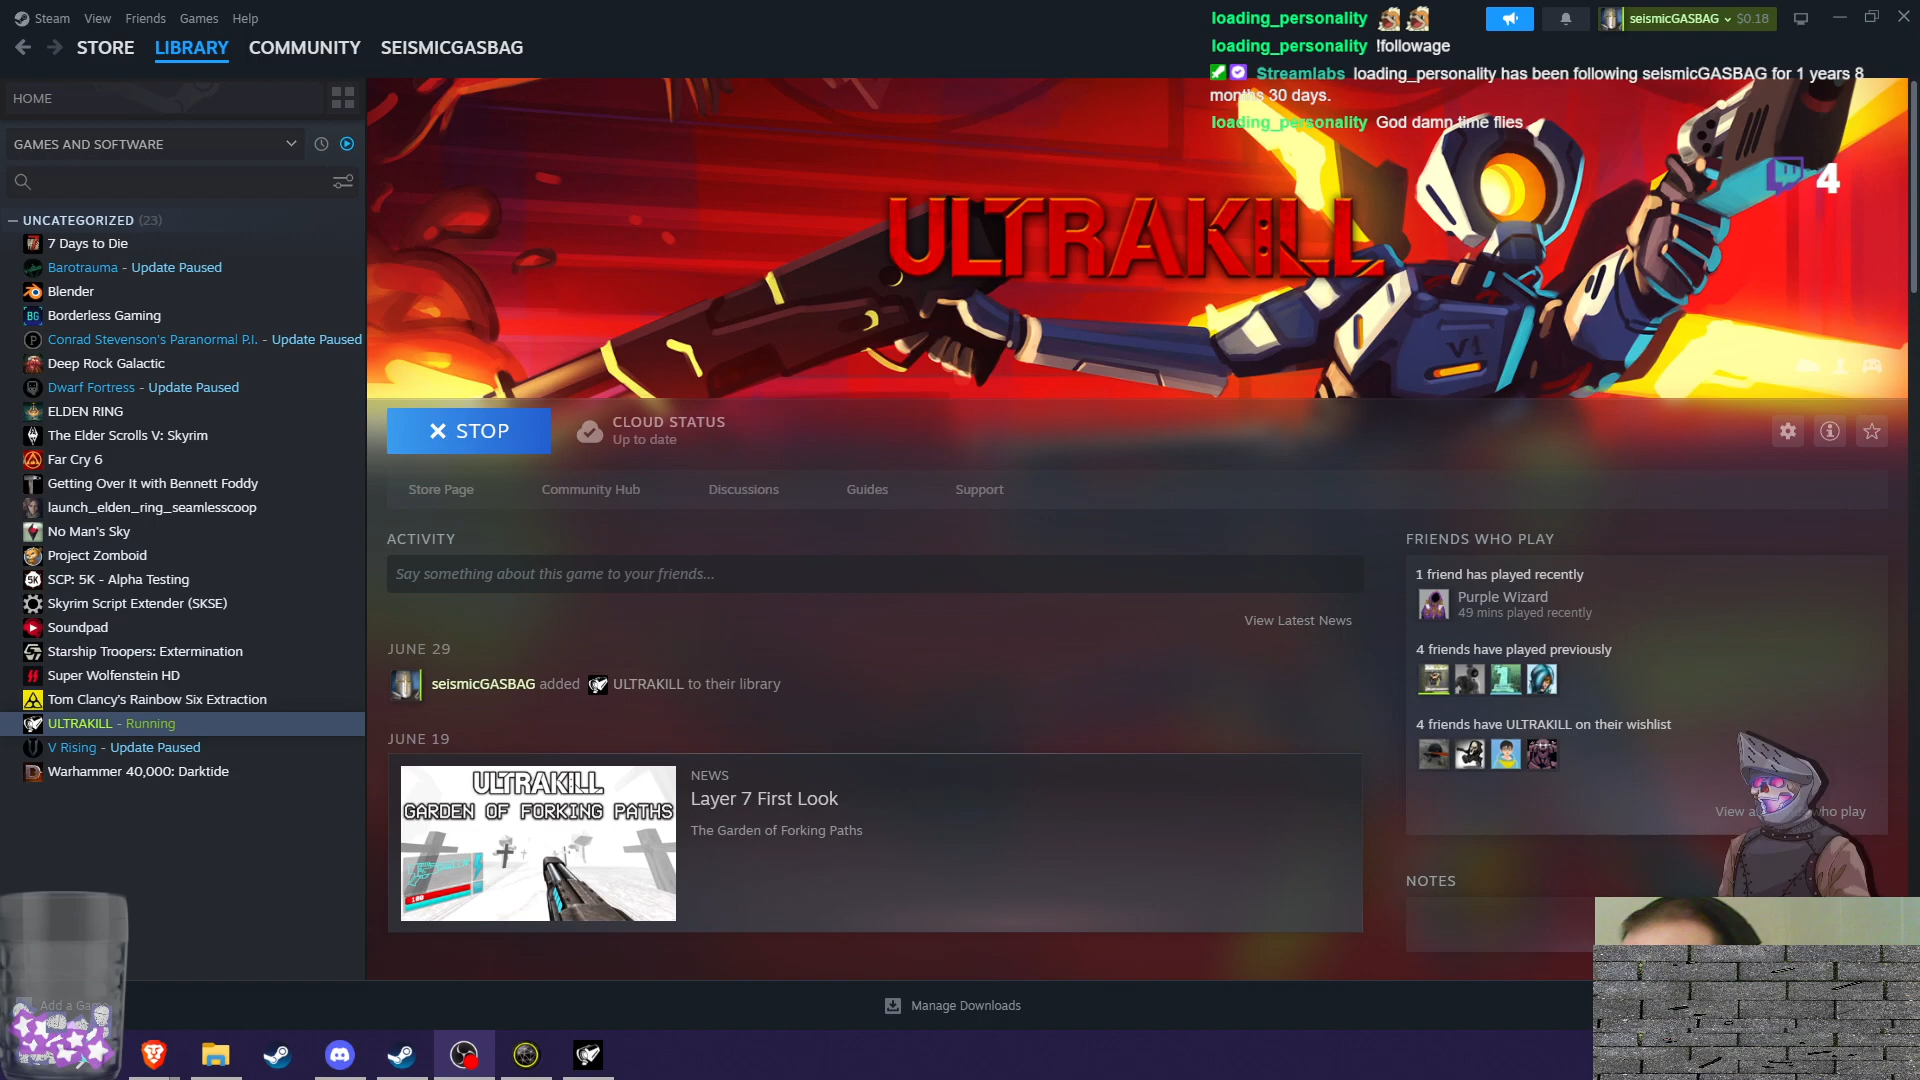 Steam View Friends Games Help
loading_personality
seismicGASBAG $0.18
STORE LIBRARY COMMUNITY SEISMICGASBAG
loading_personality !followage
Streamlabs loading_personality has been following seismicGASBAG for 1 years 8
months 30 days.
loading_personality God damn time flies
4
HOME
GAMES AND SOFTWARE
UNCATEGORIZED (23)
7 Days to Die
Barotrauma - Update Paused
Blender
BG Borderless Gaming
Conrad Stevenson's Paranormal P.I. - Update Paused
Deep Rock Galactic
Dwarf Fortress - Update Paused
ELDEN RING
The Elder Scrolls V: Skyrim
Far Cry 6
Getting Over It with Bennett Foddy
launch_elden_ring_seamlesscoop
No Man's Sky
Project Zomboid
5K SCP: 5K - Alpha Testing
Skyrim Script Extender (SKSE)
Soundpad
Starship Troopers: Extermination
Super Wolfenstein HD
Tom Clancy's Rainbow Six Extraction
ULTRAKILL - Running
V Rising - Update Paused
Warhammer 40,000: Darktide
Add a Game
ULTRAKILL
V1
STOP
CLOUD STATUS
Up to date
Store Page Community Hub Discussions Guides Support
ACTIVITY
Say something about this game to your friends...
View Latest News
JUNE 29
seismicGASBAG added ULTRAKILL to their library
JUNE 19
ULTRAKILL
GARDEN OF FORKING PATHS
100
NEWS
Layer 7 First Look
The Garden of Forking Paths
FRIENDS WHO PLAY
1 friend has played recently
Purple Wizard
49 mins played recently
4 friends have played previously
4 friends have ULTRAKILL on their wishlist
View who play
NOTES
Manage Downloads